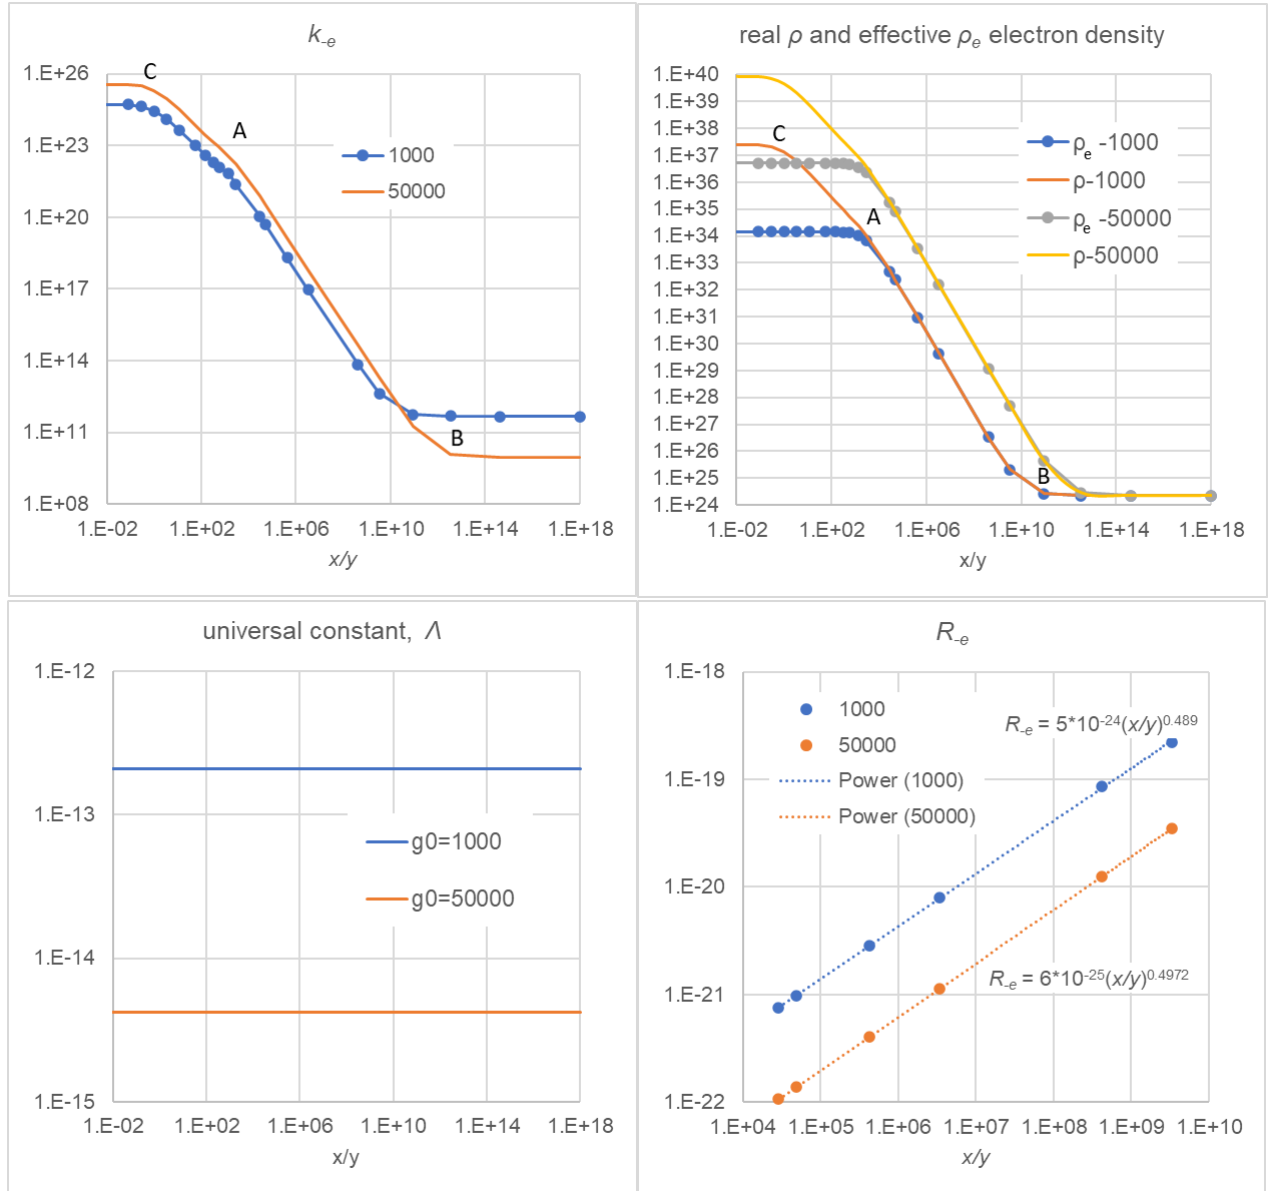 k-e
1.E+26
1.E+23
1.E+20
1.E+17
1.E+14
1.E+11
1.E+08
C
A
B
1000
50000
1.E-02 1.E+02 1.E+06 1.E+10 1.E+14 1.E+18
x/y
real ρ and effective ρe electron density
1.E+40
1.E+39
1.E+38
1.E+37
1.E+36
1.E+35
1.E+34
1.E+33
1.E+32
1.E+31
1.E+30
1.E+29
1.E+28
1.E+27
1.E+26
1.E+25
1.E+24
C
A
B
ρe -1000
ρ-1000
ρe -50000
ρ-50000
1.E-02 1.E+02 1.E+06 1.E+10 1.E+14 1.E+18
x/y
universal constant, Λ
1.E-12
1.E-13
1.E-14
1.E-15
g0=1000
g0=50000
1.E-02 1.E+02 1.E+06 1.E+10 1.E+14 1.E+18
x/y
R-e
1.E-18
1.E-19
1.E-20
1.E-21
1.E-22
1000
50000
Power (1000)
Power (50000)
R-e = 5*10-24(x/y)0.489
R-e = 6*10-25(x/y)0.4972
1.E+04 1.E+05 1.E+06 1.E+07 1.E+08 1.E+09 1.E+10
x/y